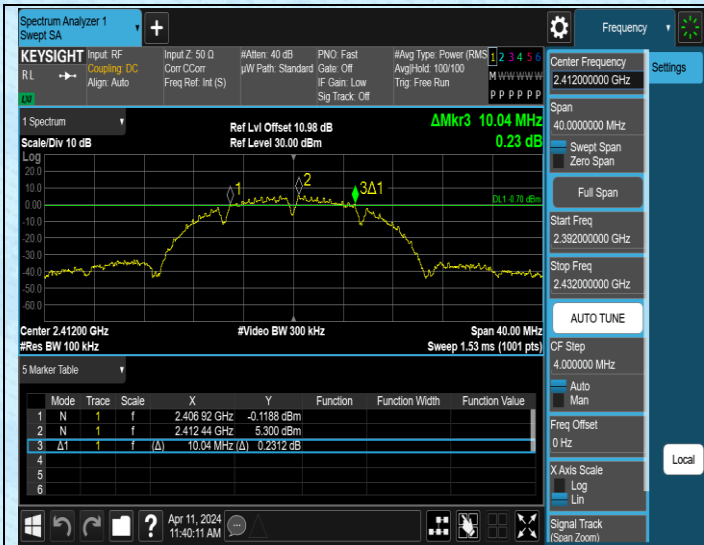 Spectrum Analyzer 1
Swept SA
+
Frequency
KEYSIGHT
RL
LXI
Input: RF
Coupling: DC
Align: Auto
Input Z: 50 Ω
Corr CCorr
Freq Ref: Int (S)
#Atten: 40 dB
µW Path: Standard
PNO: Fast
Gate: Off
IF Gain: Low
Sig Track: Off
#Avg Type: Power (RMS
Avg|Hold: 100/100
Trig: Free Run
1 2 3 4 5 6
M W W W W W
P P P P P P
1 Spectrum
Scale/Div 10 dB
Ref Lvl Offset 10.98 dB
Ref Level 30.00 dBm
ΔMkr3 10.04 MHz
0.23 dB
Log
20.0
10.0
0.00
-10.0
-20.0
-30.0
-40.0
-50.0
-60.0
1
2
3Δ1
DL1 -0.70 dBm
Center 2.41200 GHz
#Res BW 100 kHz
#Video BW 300 kHz
Span 40.00 MHz
Sweep 1.53 ms (1001 pts)
5 Marker Table
Mode Trace Scale X Y Function Function Width Function Value
1 N 1 f 2.406 92 GHz -0.1188 dBm
2 N 1 f 2.412 44 GHz 5.300 dBm
3 Δ1 1 f (Δ) 10.04 MHz (Δ) 0.2312 dB
4
5
6
?
Apr 11, 2024
11:40:11 AM
Center Frequency
2.412000000 GHz
Span
40.0000000 MHz
Swept Span
Zero Span
Full Span
Start Freq
2.392000000 GHz
Stop Freq
2.432000000 GHz
AUTO TUNE
CF Step
4.000000 MHz
Auto
Man
Freq Offset
0 Hz
X Axis Scale
Log
Lin
Signal Track
(Span Zoom)
Settings
Local